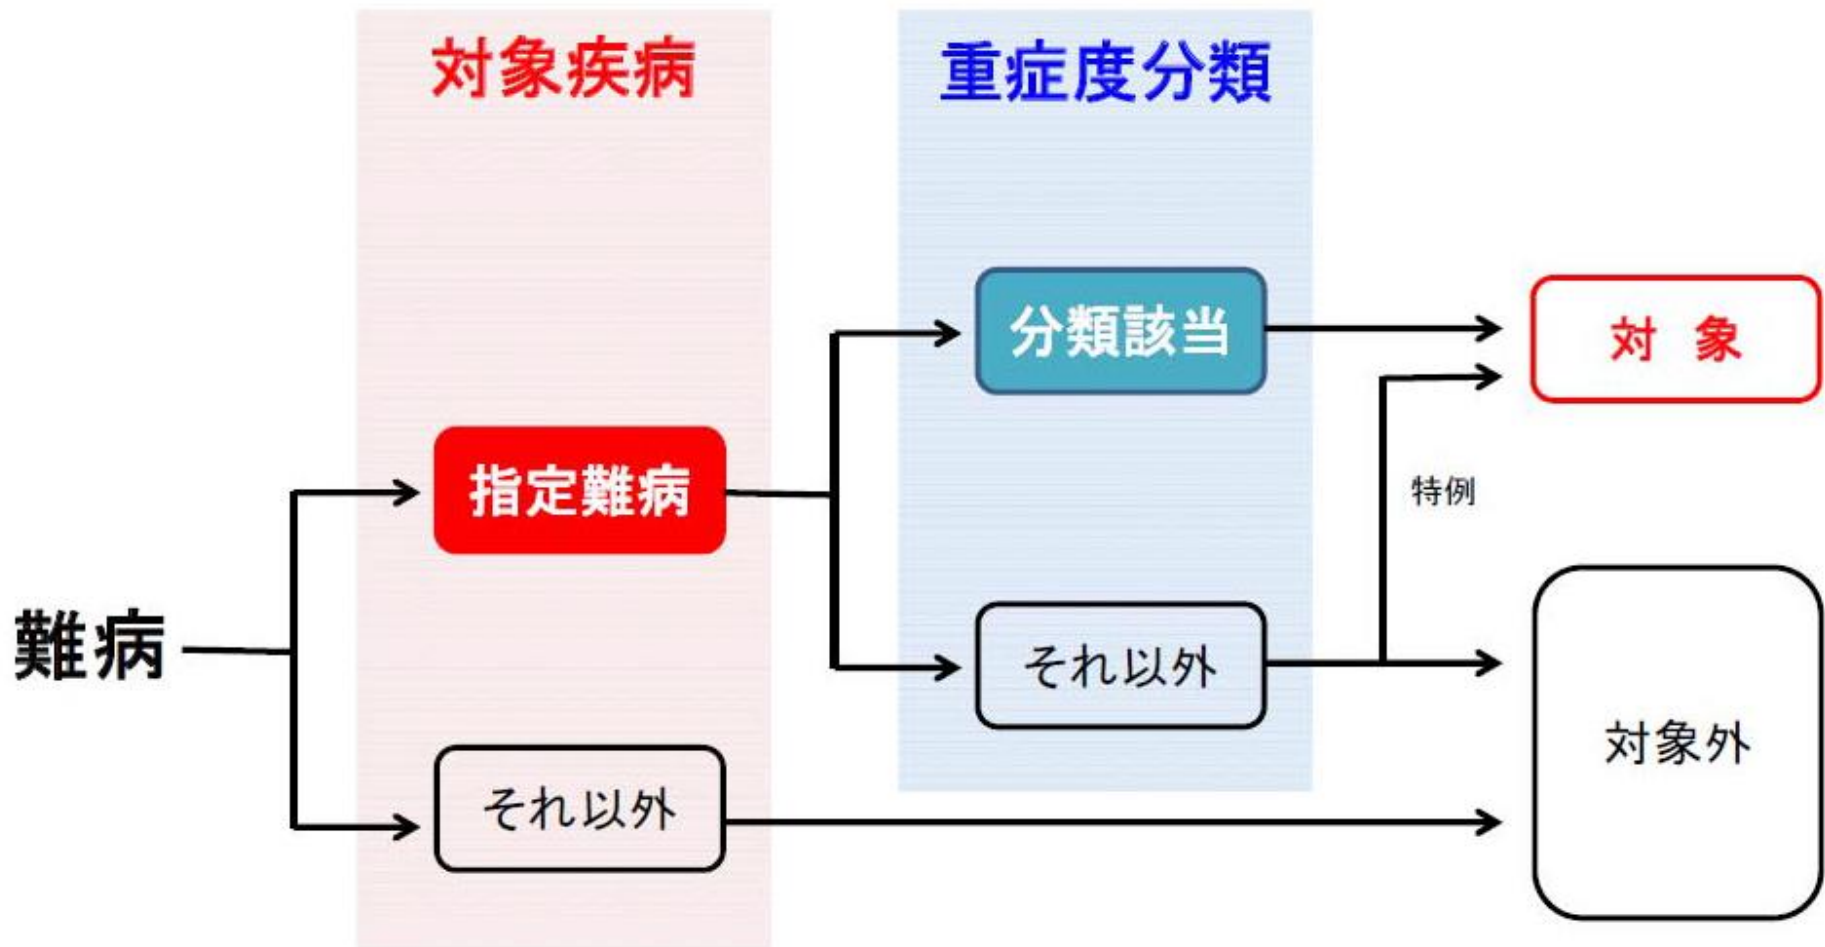 対象疾病
重症度分類
分類該当
対 象
指定難病
特例
難病
それ以外
対象外
それ以外